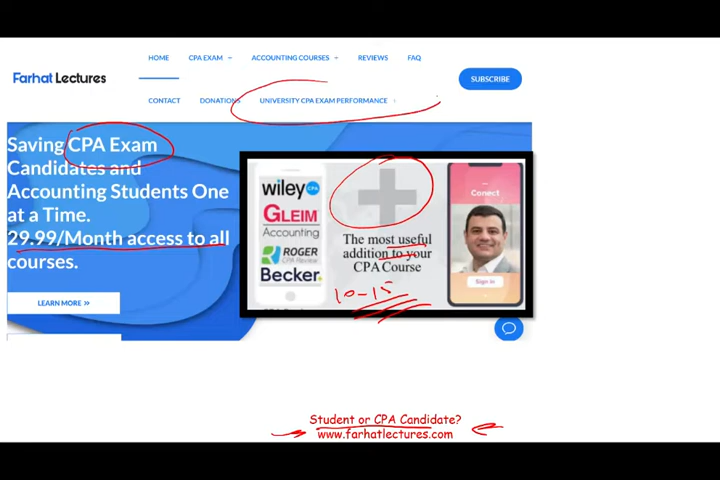 HOME CPA EXAM ACCOUNTING COURSES REVIEWS FAQ
Farhat Lectures
SUBSCRIBE
CONTACT DONATIONS UNIVERSITY CPA EXAM PERFORMANCE
Saving CPA Exam
Candidates and
Accounting Students One
at a Time.
29.99/Month access to all
courses.
LEARN MORE »
wiley CPA
GLEIM
Accounting
ROGER
CPA Review
Becker.
The most useful
addition to your
CPA Course
10-15
Conect
Sign in
Student or CPA Candidate?
www.farhatlectures.com